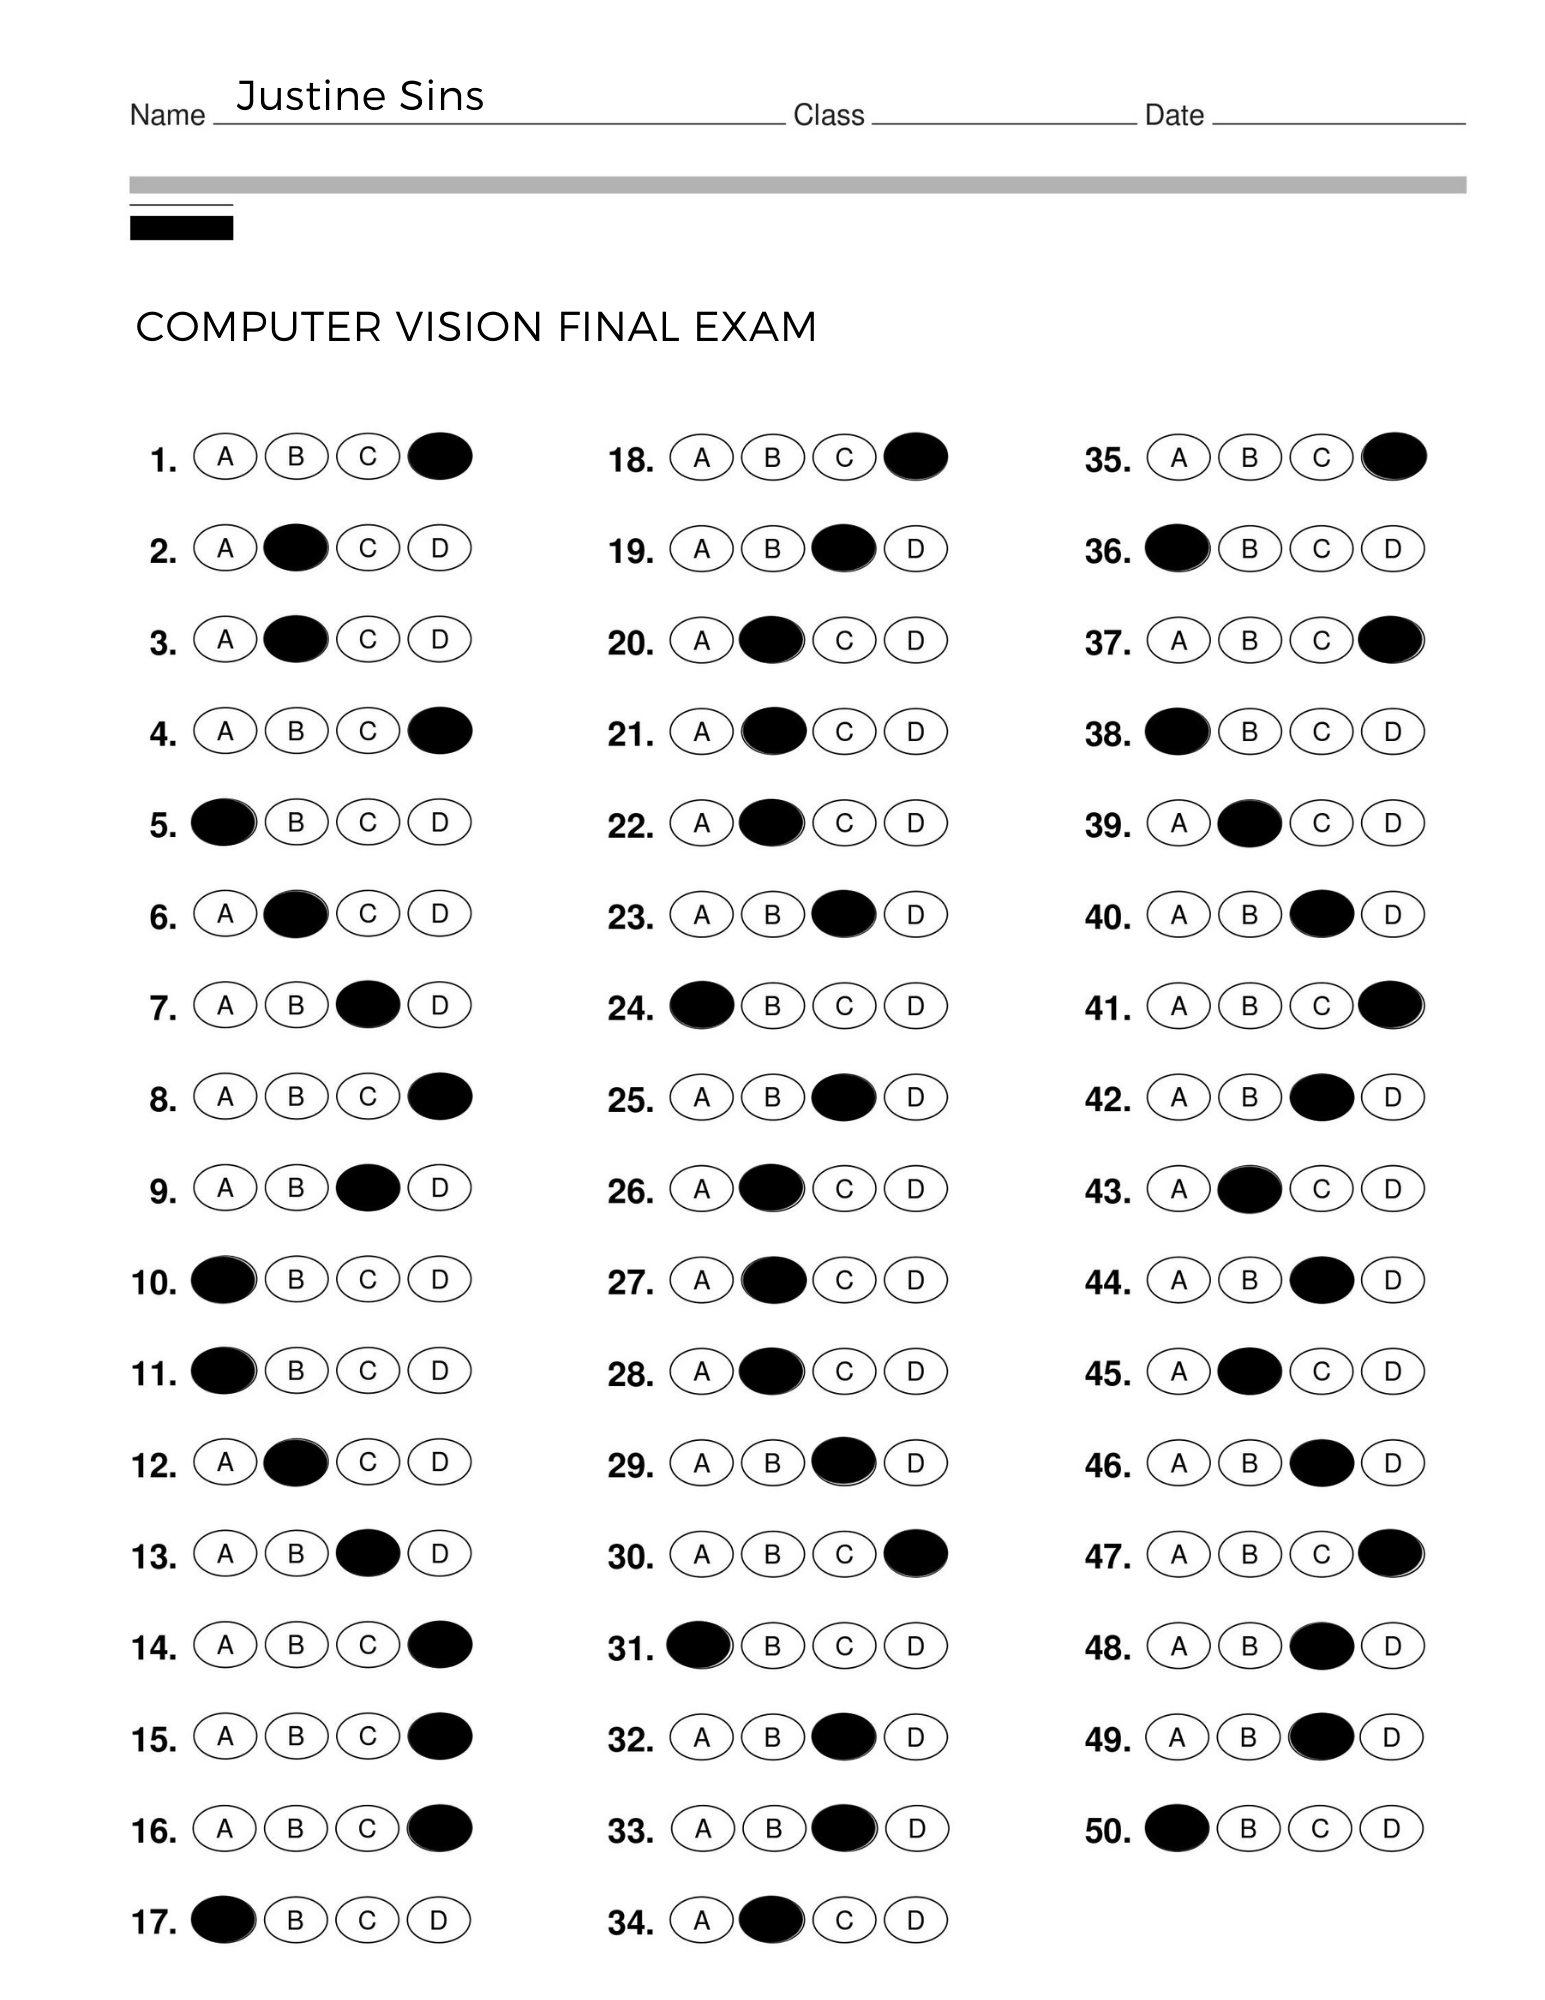 Name Justine Sins Class Date
COMPUTER VISION FINAL EXAM
1. A B C
2. A C D
3. A C D
4. A B C
5. B C D
6. A C D
7. A B D
8. A B C
9. A B D
10. B C D
11. B C D
12. A C D
13. A B D
14. A B C
15. A B C
16. A B C
17. B C D
18. A B C
19. A B D
20. A C D
21. A C D
22. A C D
23. A B D
24. B C D
25. A B D
26. A C D
27. A C D
28. A C D
29. A B D
30. A B C
31. B C D
32. A B D
33. A B D
34. A C D
35. A B C
36. B C D
37. A B C
38. B C D
39. A C D
40. A B D
41. A B C
42. A B D
43. A C D
44. A B D
45. A C D
46. A B D
47. A B C
48. A B D
49. A B D
50. B C D